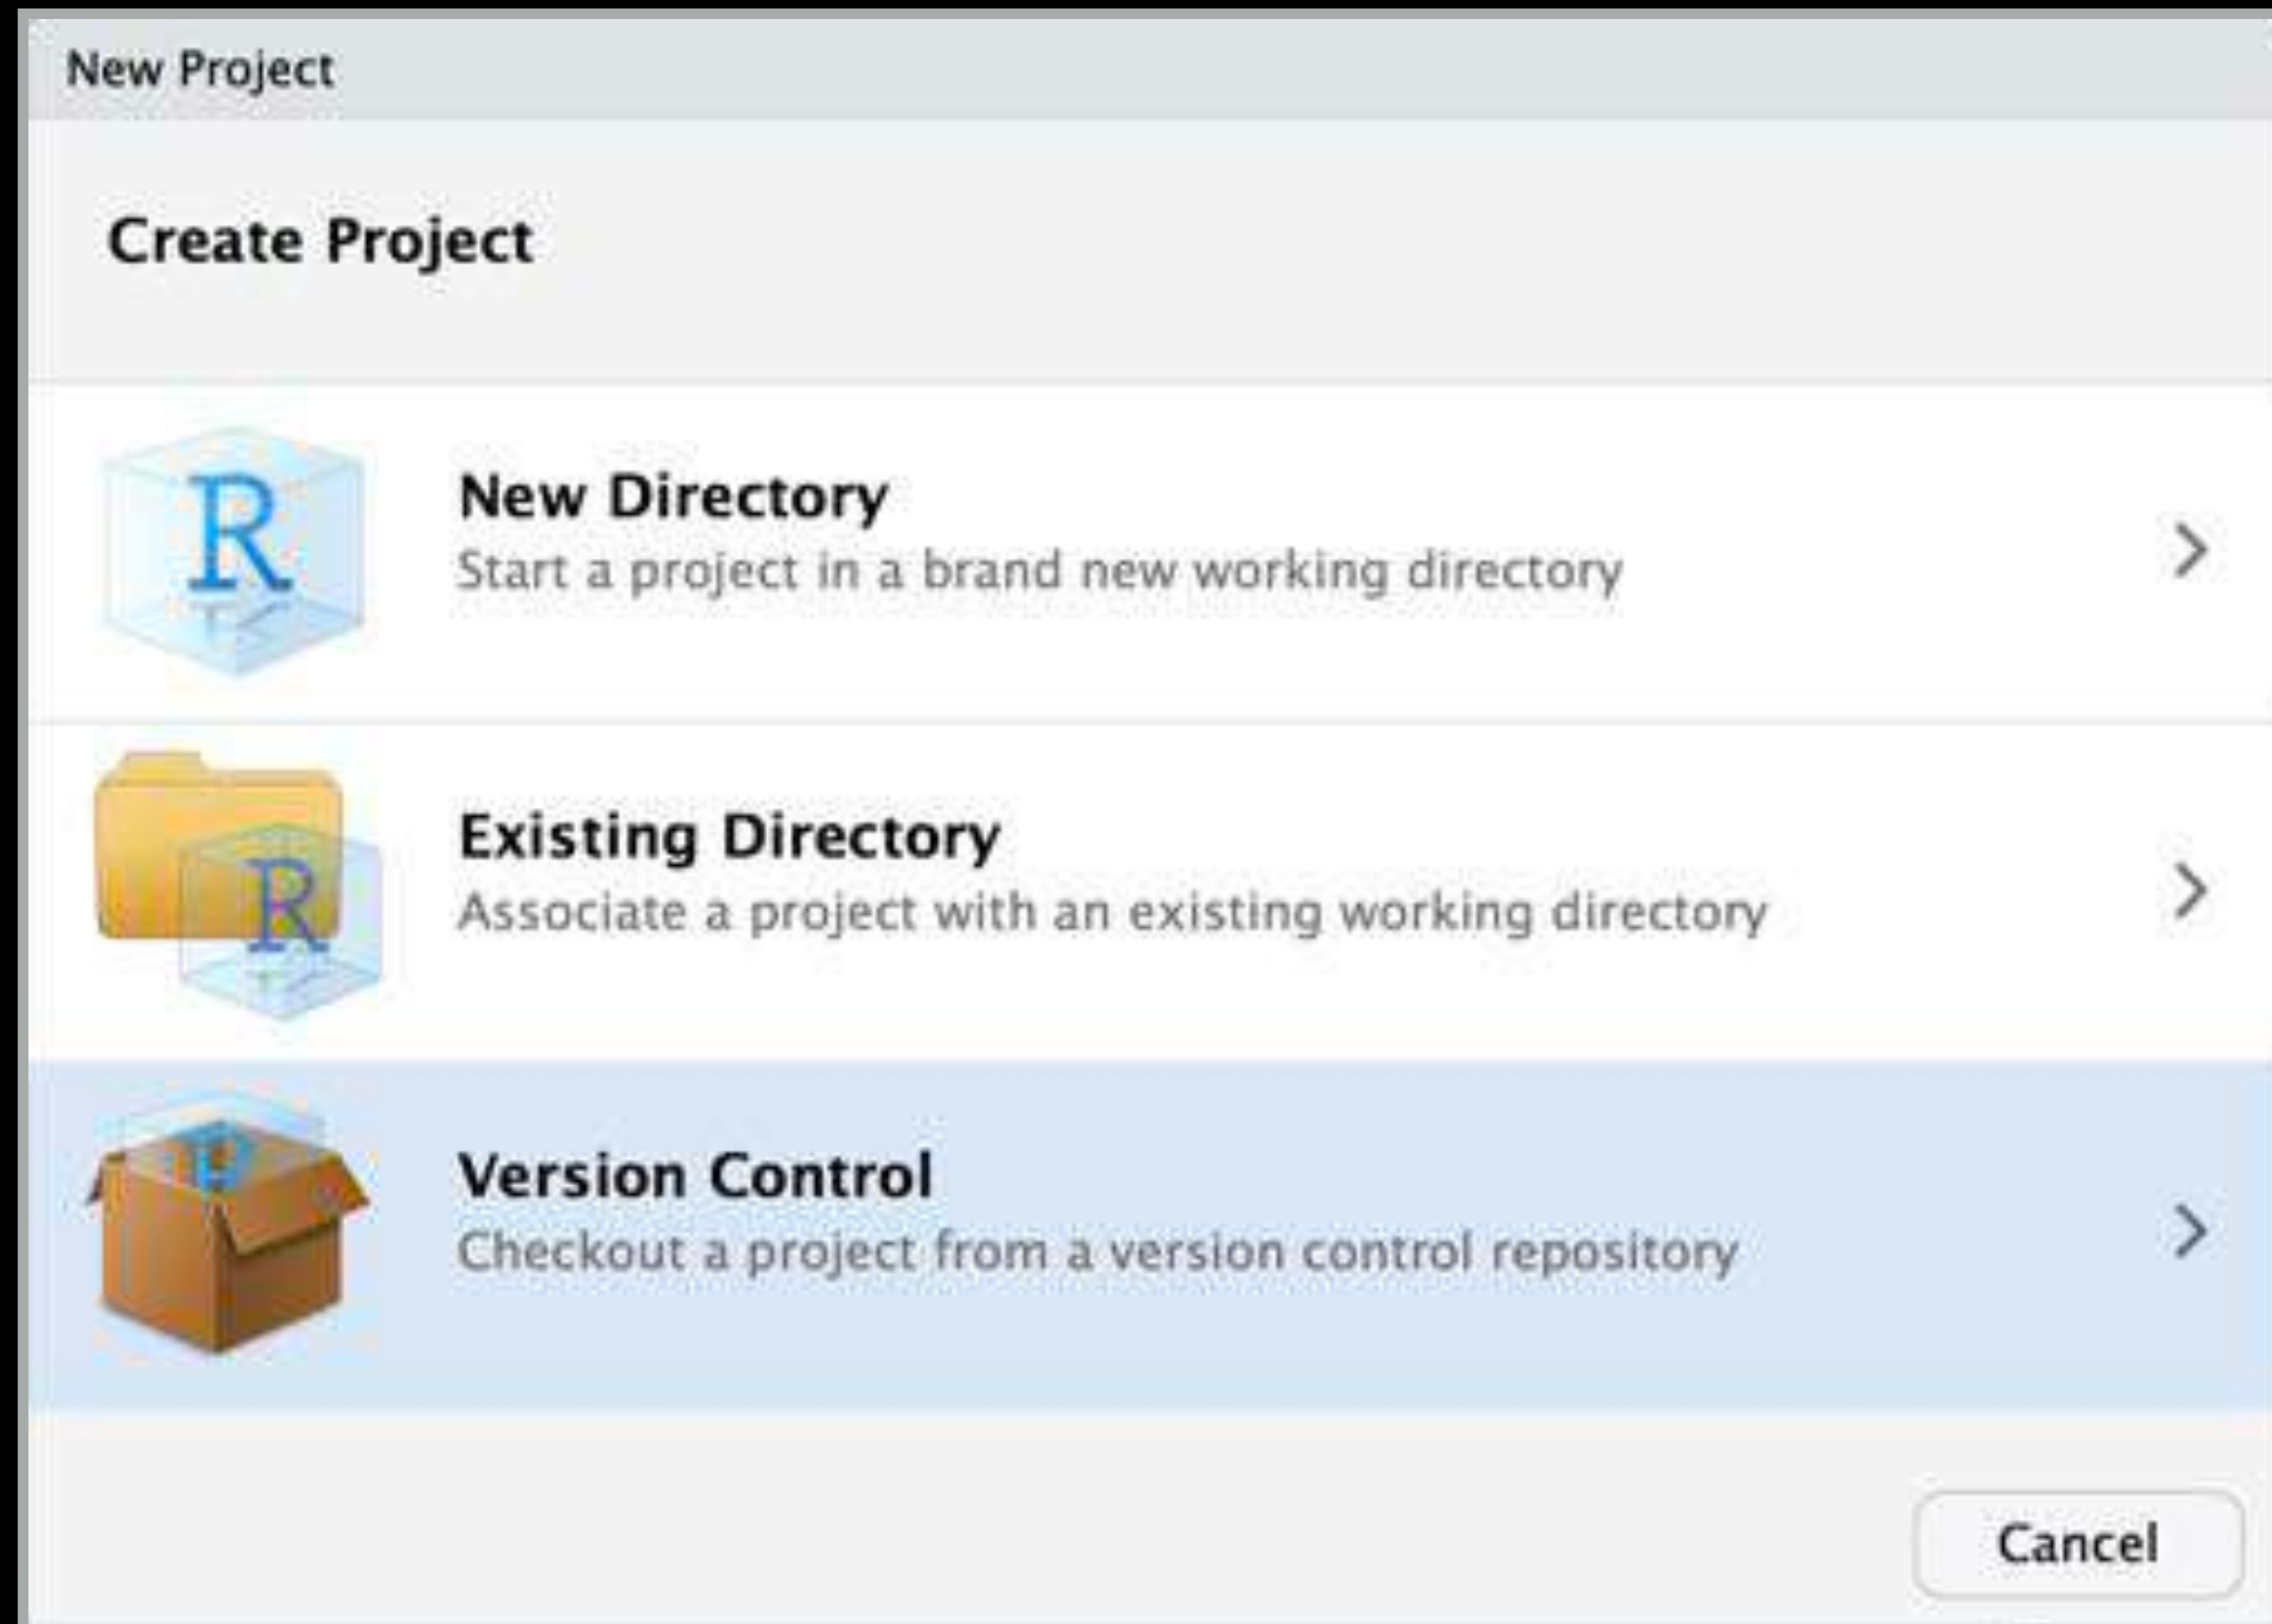 New Project
Create Project
R
New Directory
Start a project in a brand new working directory
R
Existing Directory
Associate a project with an existing working directory
Version Control
Checkout a project from a version control repository
Cancel